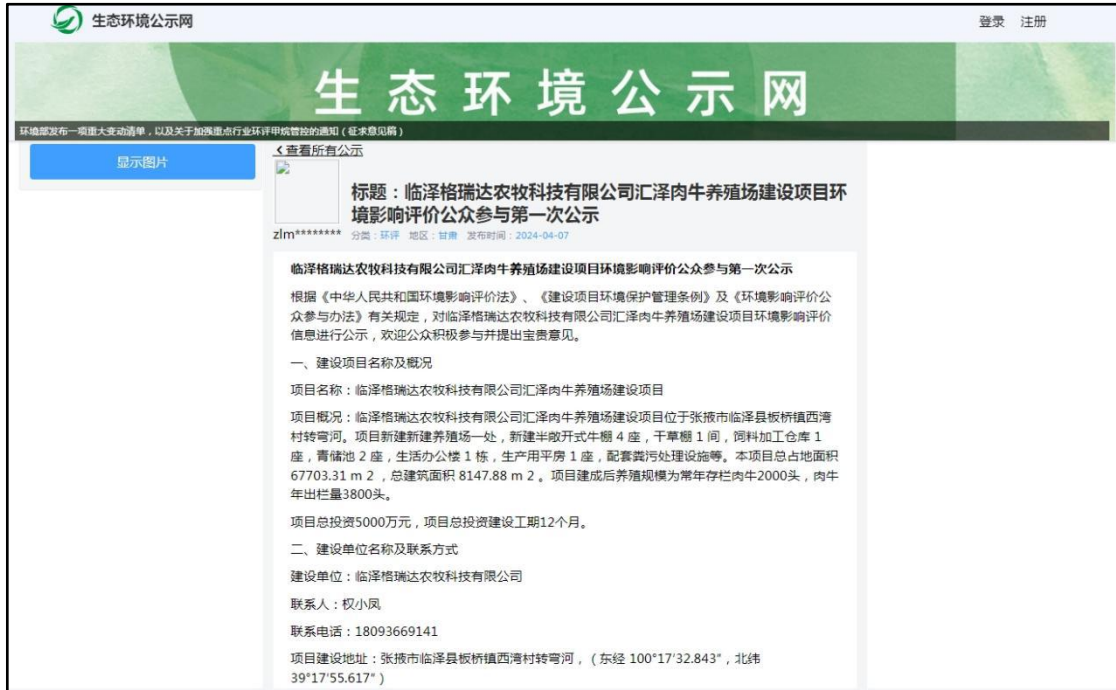 生态环境公示网
登录 注册
生态环境公示网
环境部发布一项重大变动清单，以及关于加强重点行业环评甲烷管控的通知（征求意见稿）
显示图片
查看所有公示
标题：临泽格瑞达农牧科技有限公司汇泽肉牛养殖场建设项目环
境影响评价公众参与第一次公示
zlm********
分类：环评 地区：甘肃 发布时间：2024-04-07
临泽格瑞达农牧科技有限公司汇泽肉牛养殖场建设项目环境影响评价公众参与第一次公示
根据《中华人民共和国环境影响评价法》、《建设项目环境保护管理条例》及《环境影响评价公
众参与办法》有关规定，对临泽格瑞达农牧科技有限公司汇泽肉牛养殖场建设项目环境影响评价
信息进行公示，欢迎公众积极参与并提出宝贵意见。
一、建设项目名称及概况
项目名称：临泽格瑞达农牧科技有限公司汇泽肉牛养殖场建设项目
项目概况：临泽格瑞达农牧科技有限公司汇泽肉牛养殖场建设项目位于张掖市临泽县板桥镇西湾
村转弯河。项目新建新建养殖场一处，新建半敞开式牛棚 4 座，干草棚 1 间，饲料加工仓库 1
座，青储池 2 座，生活办公楼 1 栋，生产用平房 1 座，配套粪污处理设施等。本项目总占地面积
67703.31 m 2 ，总建筑面积 8147.88 m 2 。项目建成后养殖规模为常年存栏肉牛2000头，肉牛
年出栏量3800头。
项目总投资5000万元，项目总投资建设工期12个月。
二、建设单位名称及联系方式
建设单位：临泽格瑞达农牧科技有限公司
联系人：权小凤
联系电话：18093669141
项目建设地址：张掖市临泽县板桥镇西湾村转弯河，（东经 100°17′32.843″，北纬
39°17′55.617″）